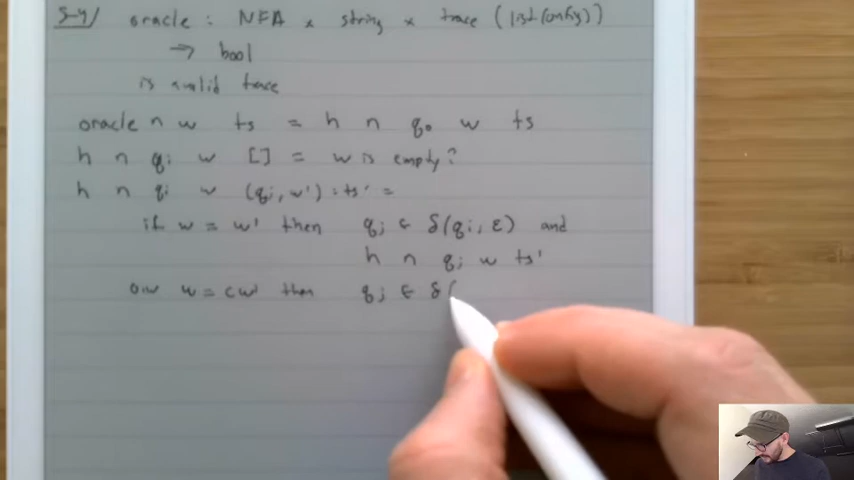 5-4/ oracle : NFA x string x trace (list config)
⇒ bool
is valid trace
oracle n w ts = h n q₀ w ts
h n qi w [] = w is empty?
h n qi w (qj, w') : ts' =
if w = w' then qj ∈ δ(qi, ε) and
h n qj w ts'
o.w w = cw' then qj ∈ δ(